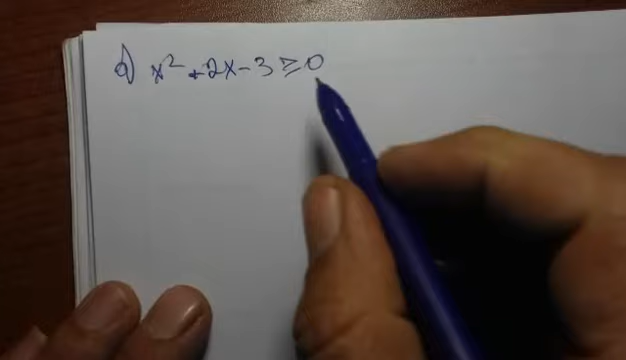 a) x² + 2x - 3 ≥ 0